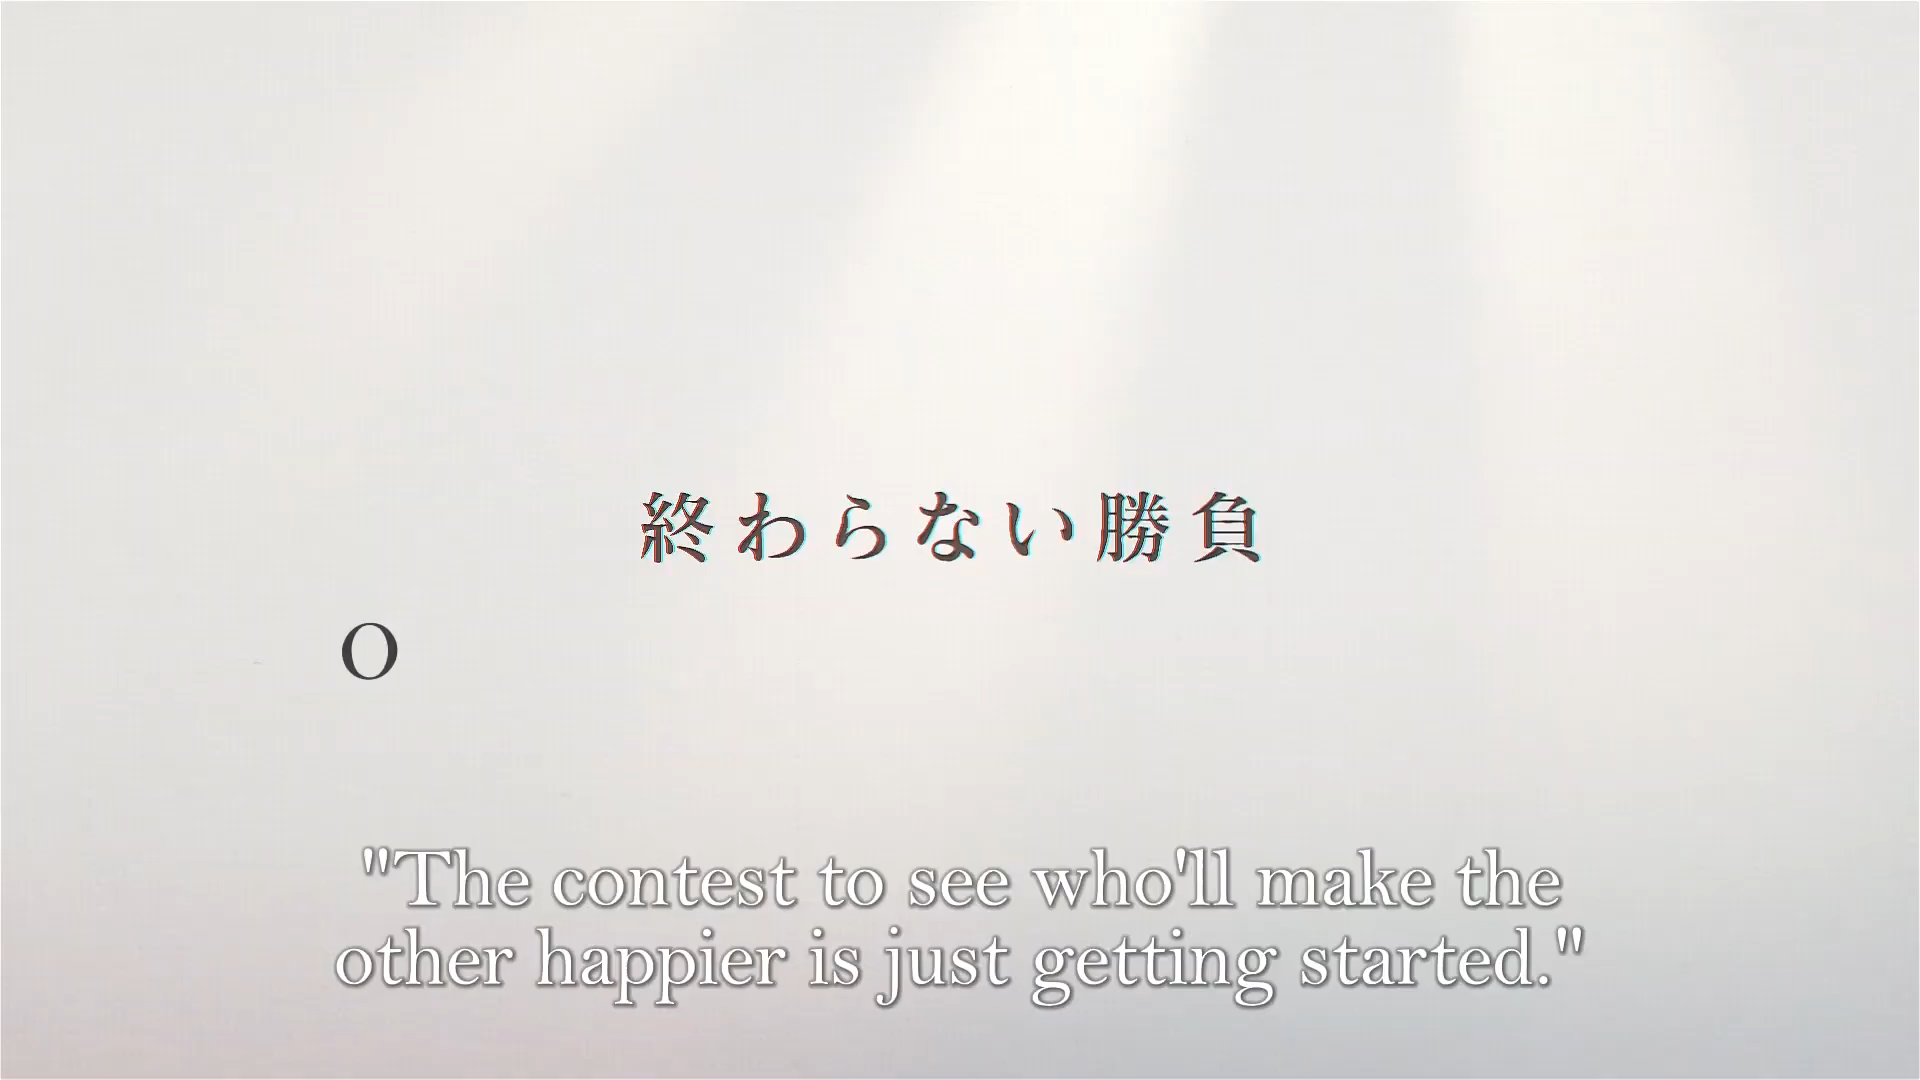 終わらない勝負
O
"The contest to see who'll make the
other happier is just getting started."